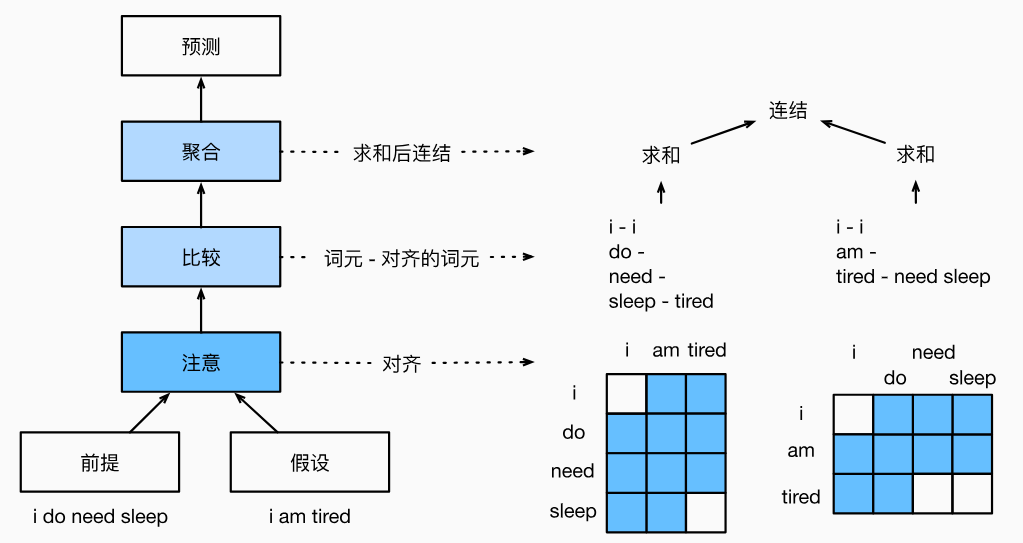 预测
聚合
求和后连结
比较
词元 - 对齐的词元
注意
对齐
前提
假设
i do need sleep
i am tired
连结
求和
求和
i - i
do -
need -
sleep - tired
i - i
am -
tired - need sleep
i am tired
i
do
need
sleep
i need
do sleep
i
am
tired